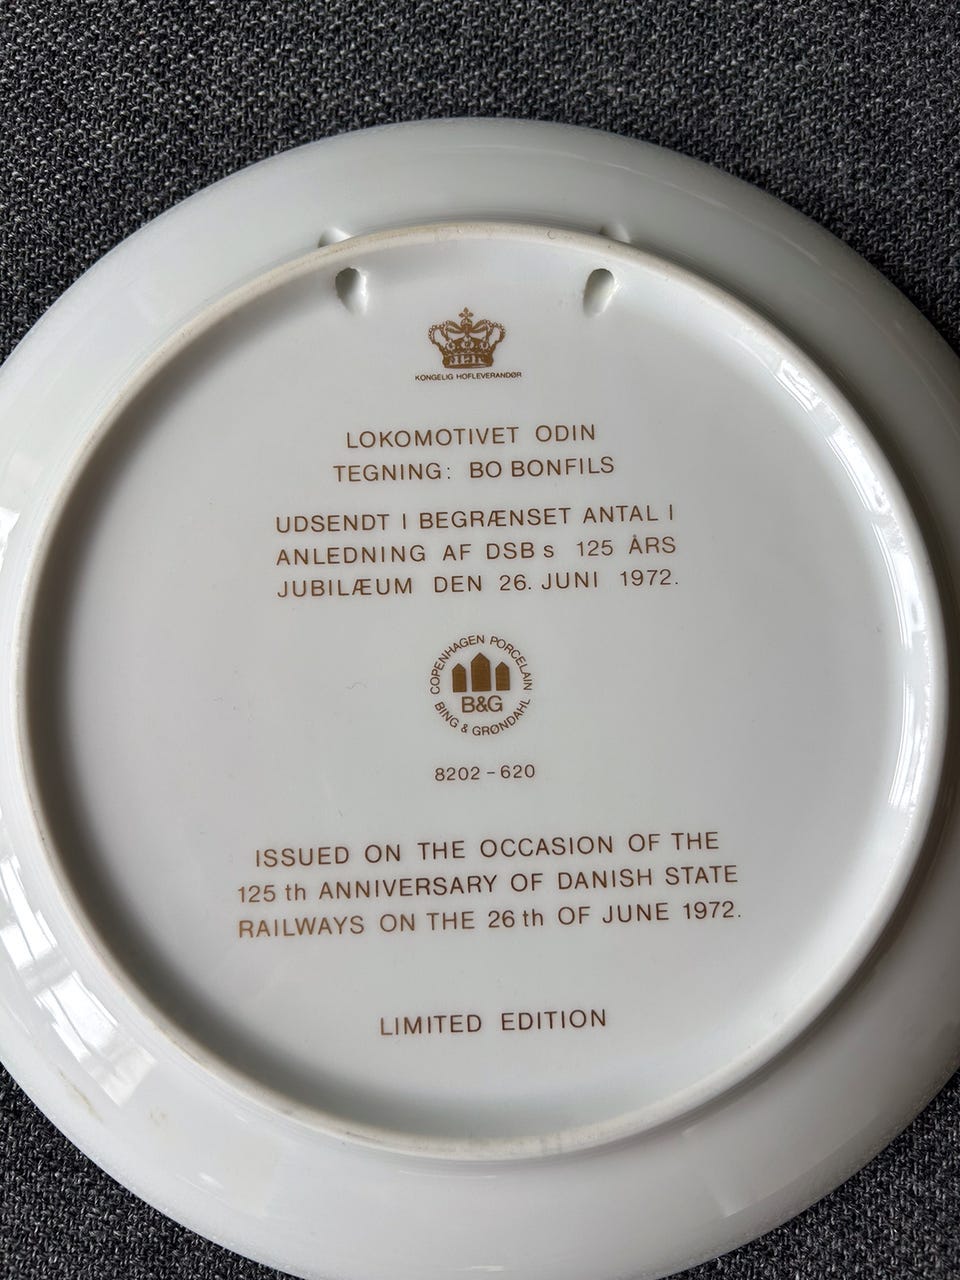 KONGELIG HOFLEVERANDØR
LOKOMOTIVET ODIN
TEGNING: BO BONFILS
UDSENDT I BEGRÆNSET ANTAL I
ANLEDNING AF DSBs 125 ÅRS
JUBILÆUM DEN 26. JUNI 1972.
COPENHAGEN PORCELAIN
B&G
BING & GRØNDAHL
8202-620
ISSUED ON THE OCCASION OF THE
125 th ANNIVERSARY OF DANISH STATE
RAILWAYS ON THE 26 th OF JUNE 1972.
LIMITED EDITION